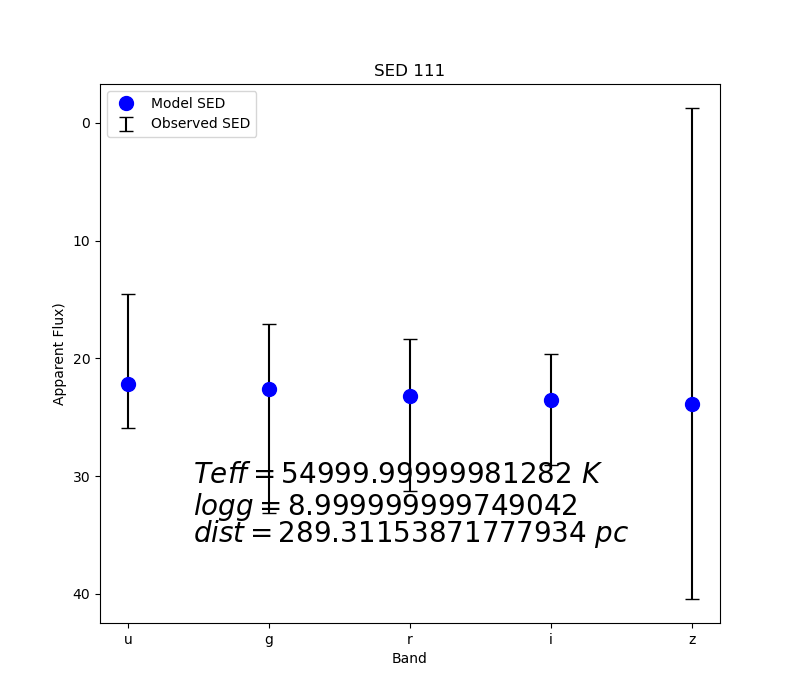 SED 111
Model SED
Observed SED
0
10
20
30
40
Apparent Flux)
Teff = 54999.99999981282 K
logg = 8.999999999749042
dist = 289.31153871777934 pc
u g r i z
Band